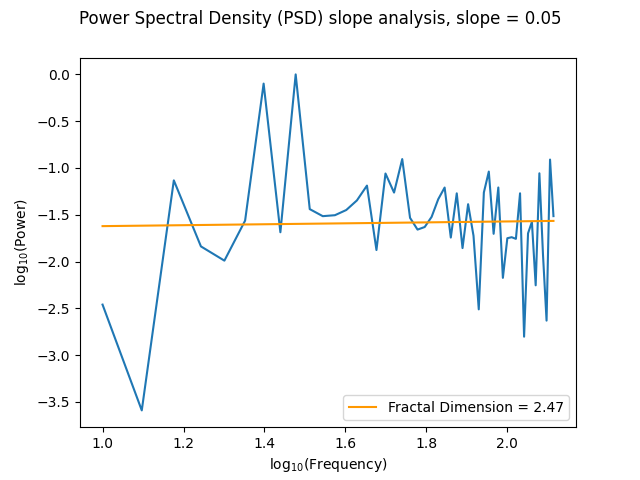 Power Spectral Density (PSD) slope analysis, slope = 0.05
0.0
−0.5
−1.0
−1.5
−2.0
−2.5
−3.0
−3.5
log₁₀(Power)
1.0 1.2 1.4 1.6 1.8 2.0
log₁₀(Frequency)
Fractal Dimension = 2.47